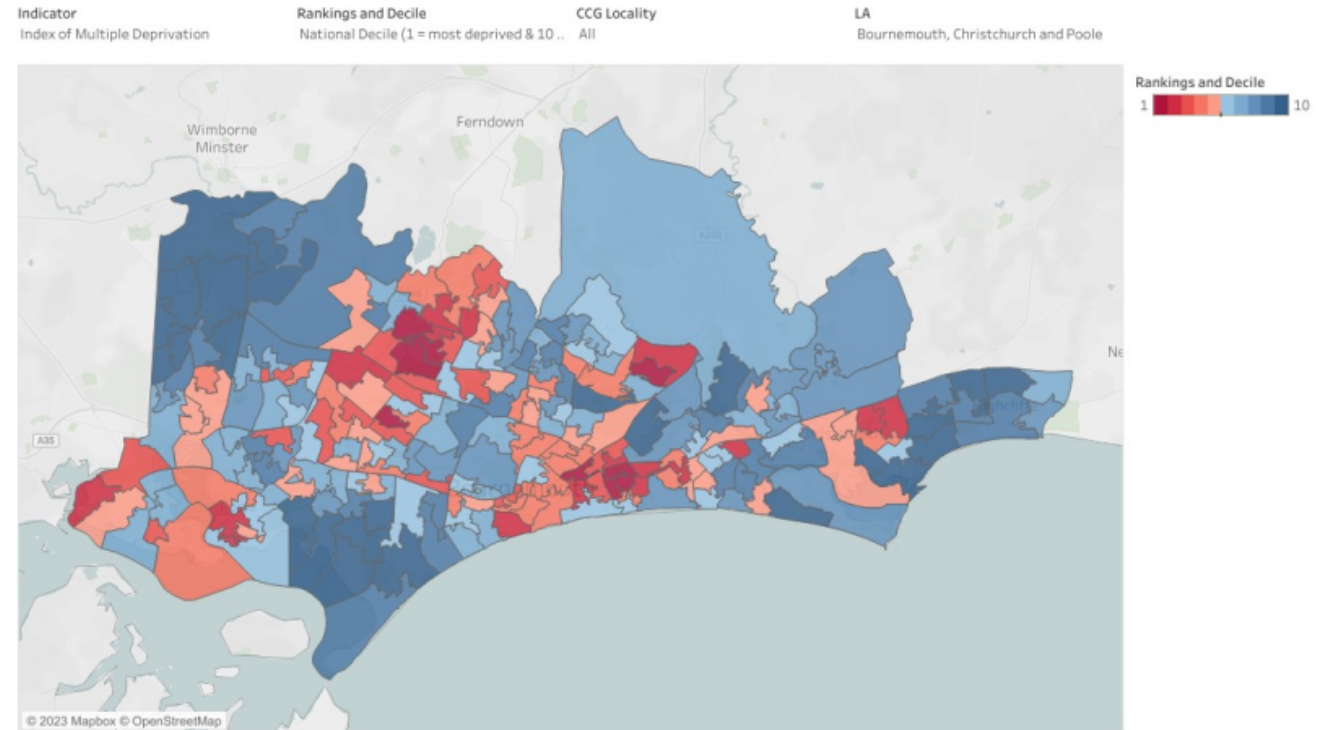 Indicator
Index of Multiple Deprivation
Rankings and Decile
National Decile (1 = most deprived & 10 ..
CCG Locality
All
LA
Bournemouth, Christchurch and Poole
Rankings and Decile
1
10
Wimborne
Minster
Ferndown
A35
Ne
© 2023 Mapbox © OpenStreetMap